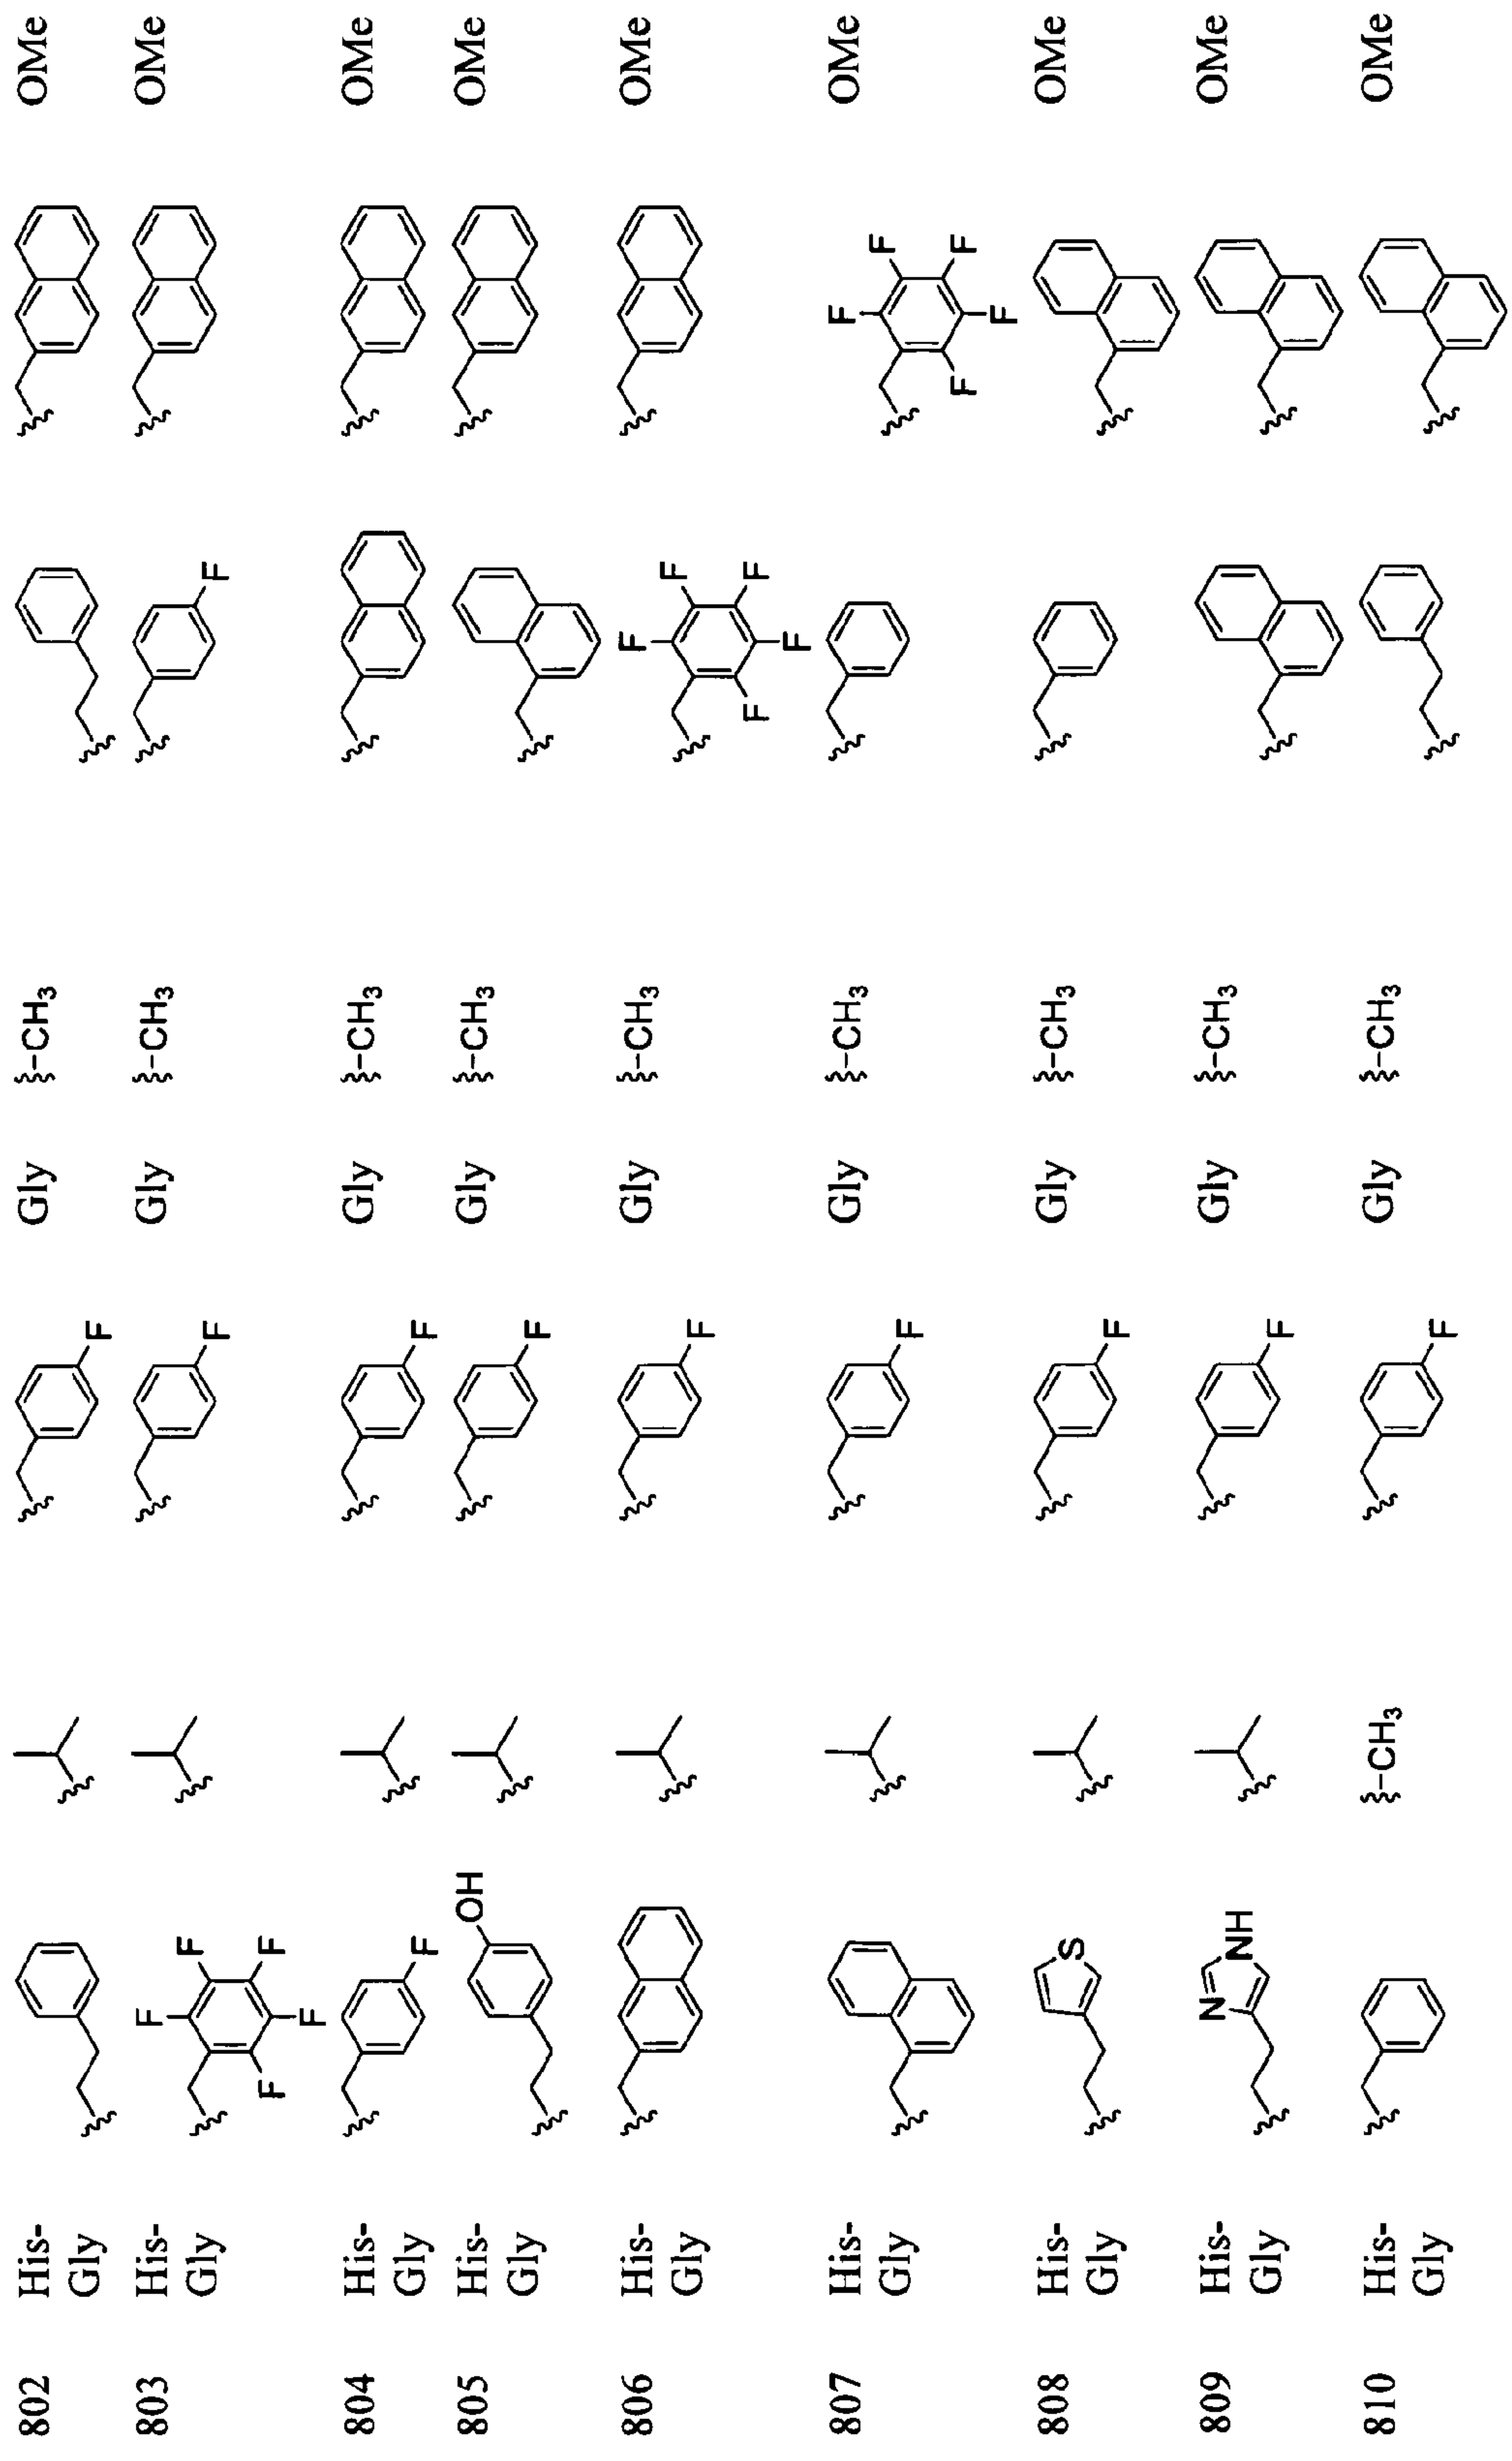 802 His- Gly CH3 OMe
Gly F
803 His- F Gly CH3 OMe
Gly F F F
F F
F
804 His- Gly CH3 OMe
Gly F F
805 His- OH Gly CH3 OMe
Gly F
806 His- Gly CH3 F OMe
Gly F F
F F
F
807 His- Gly CH3 F OMe
Gly F F
F F
F
808 His- S Gly CH3 OMe
Gly F
809 His- N NH Gly CH3 OMe
Gly F
810 His- CH3 Gly CH3 OMe
Gly F